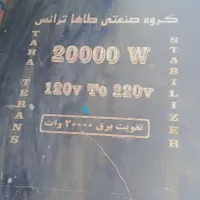 گروه صنعتی طاها ترانس
TAHA TERANS
20000 W
120v To 220v
تقویت برق ۲۰۰۰۰ وات
STABILIZER